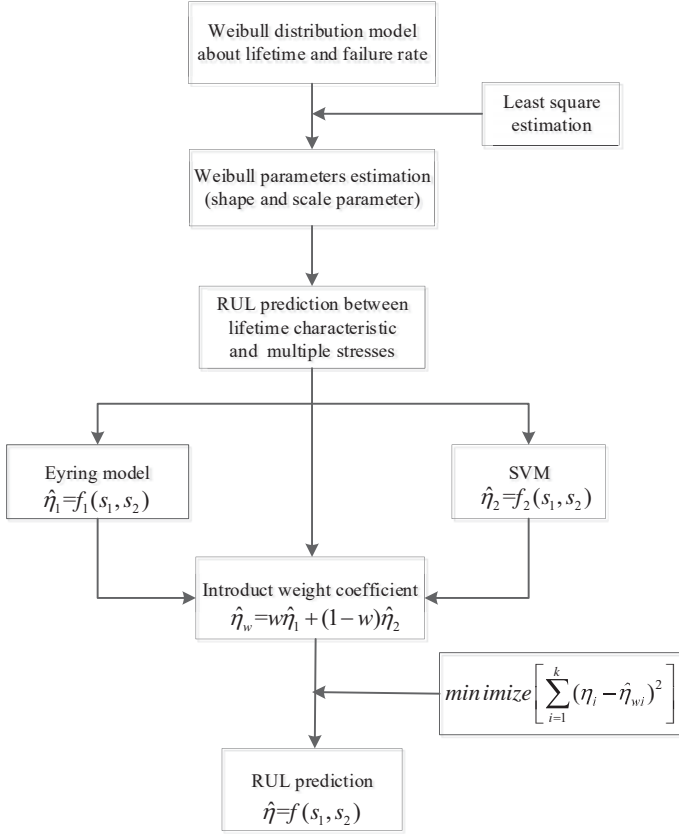 Weibull distribution model
about lifetime and failure rate
Least square
estimation
Weibull parameters estimation
(shape and scale parameter)
RUL prediction between
lifetime characteristic
and multiple stresses
Eyring model
η̂₁=f₁(s₁,s₂)
SVM
η̂₂=f₂(s₁,s₂)
Introduct weight coefficient
η̂_w=wη̂₁+(1−w)η̂₂
minimize[∑_{i=1}^{k}(η_i−η̂_{wi})²]
RUL prediction
η̂=f(s₁,s₂)